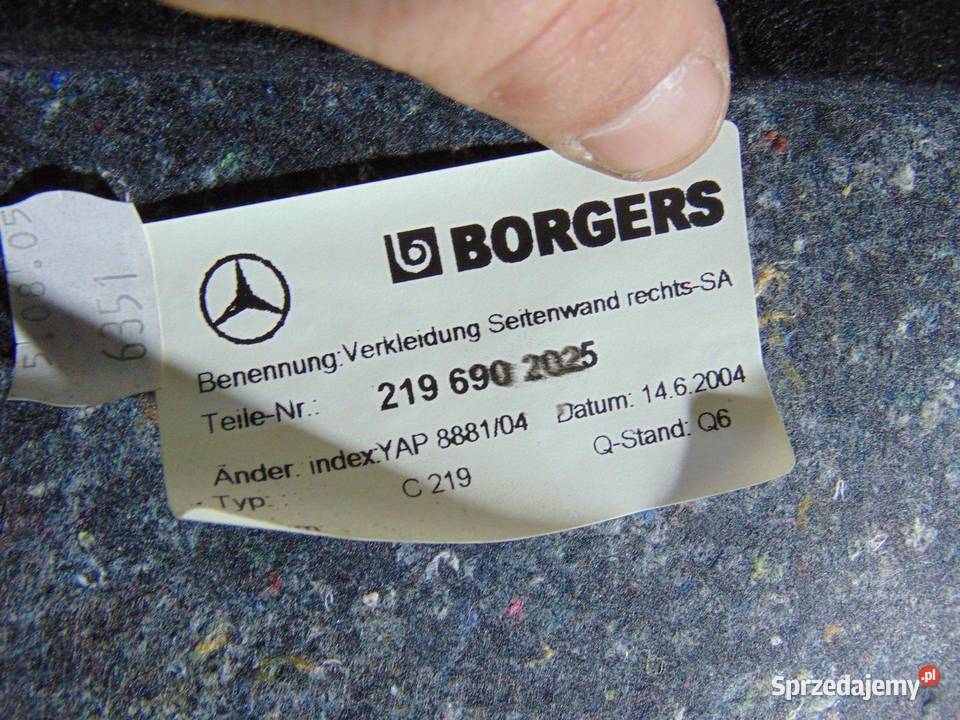 BORGERS
Benennung:Verkleidung Seitenwand rechts-SA
Teile-Nr.: 219 690 2025
Änder. index:YAP 8881/04 Datum: 14.6.2004
Typ: C 219 Q-Stand: Q6
6351
Sprzedajemy.pl